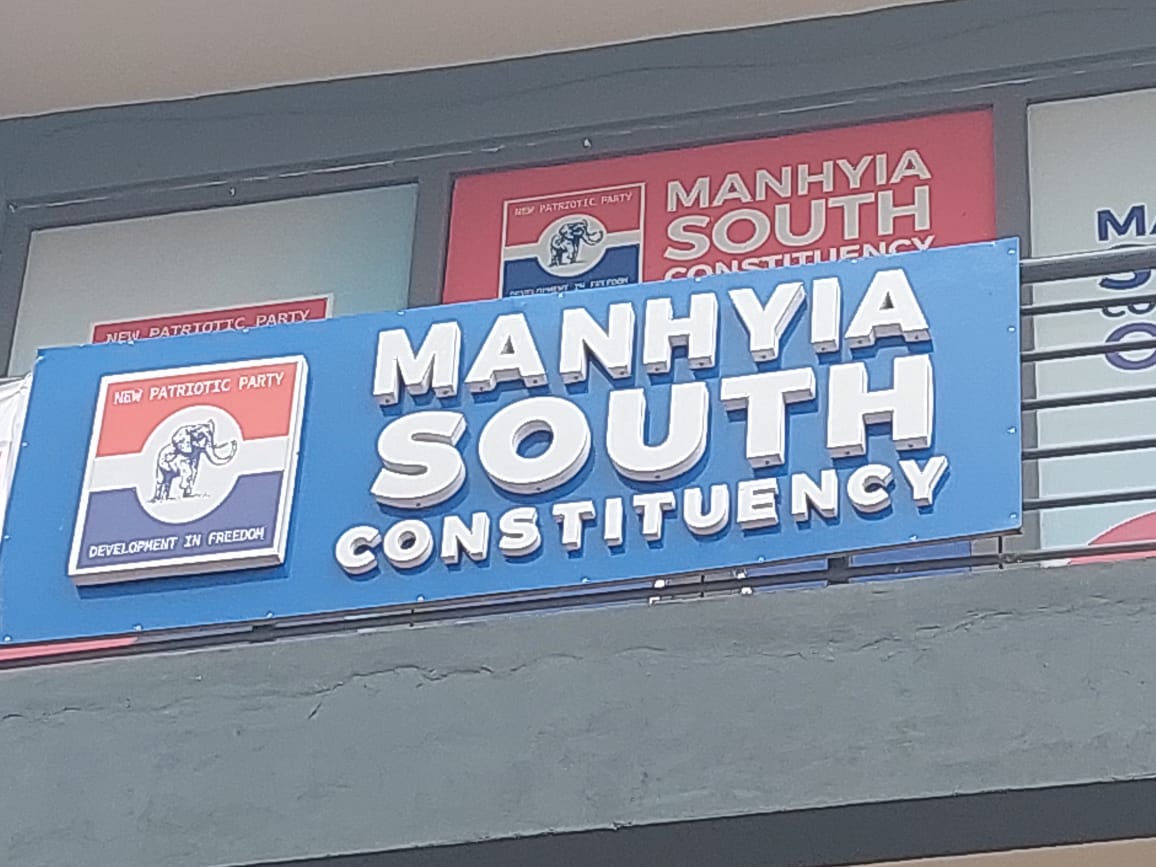 MANHYIA
SOUTH
CONSTITUENCY
NEW PATRIOTIC PARTY
DEVELOPMENT IN FREEDOM
NEW PATRIOTIC PARTY
NEW PATRIOTIC PARTY
DEVELOPMENT IN FREEDOM
MANHYIA
SOUTH
CONSTITUENCY